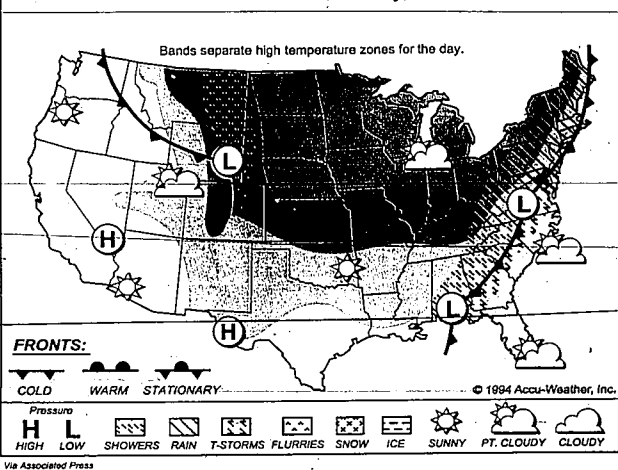 Bands separate high temperature zones for the day.
L
H
L
L
H
FRONTS:
COLD WARM STATIONARY
© 1994 Accu-Weather, Inc.
Pressure
H L
HIGH LOW SHOWERS RAIN T-STORMS FLURRIES SNOW ICE SUNNY PT. CLOUDY CLOUDY
Via Associated Press